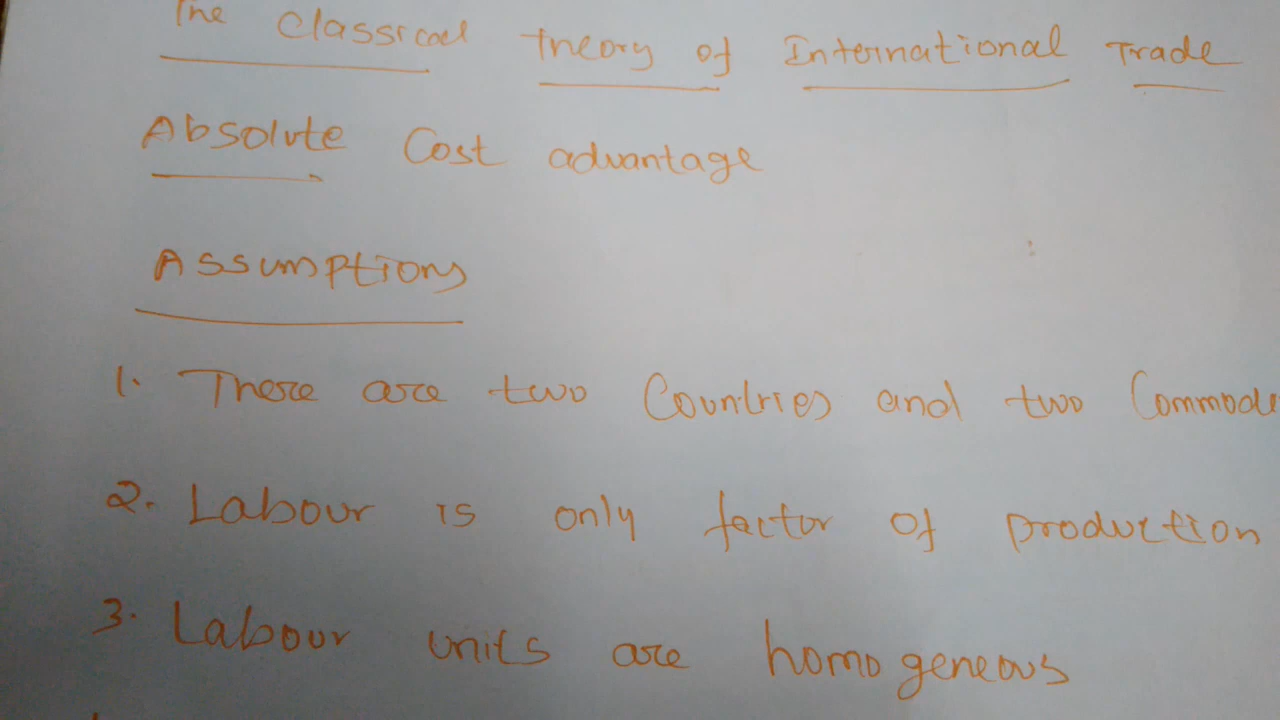 The Classical Theory of International Trade
Absolute Cost advantage
Assumptions
1. There are two Countries and two Commodi
2. Labour is only factor of production
3. Labour units are homogeneous